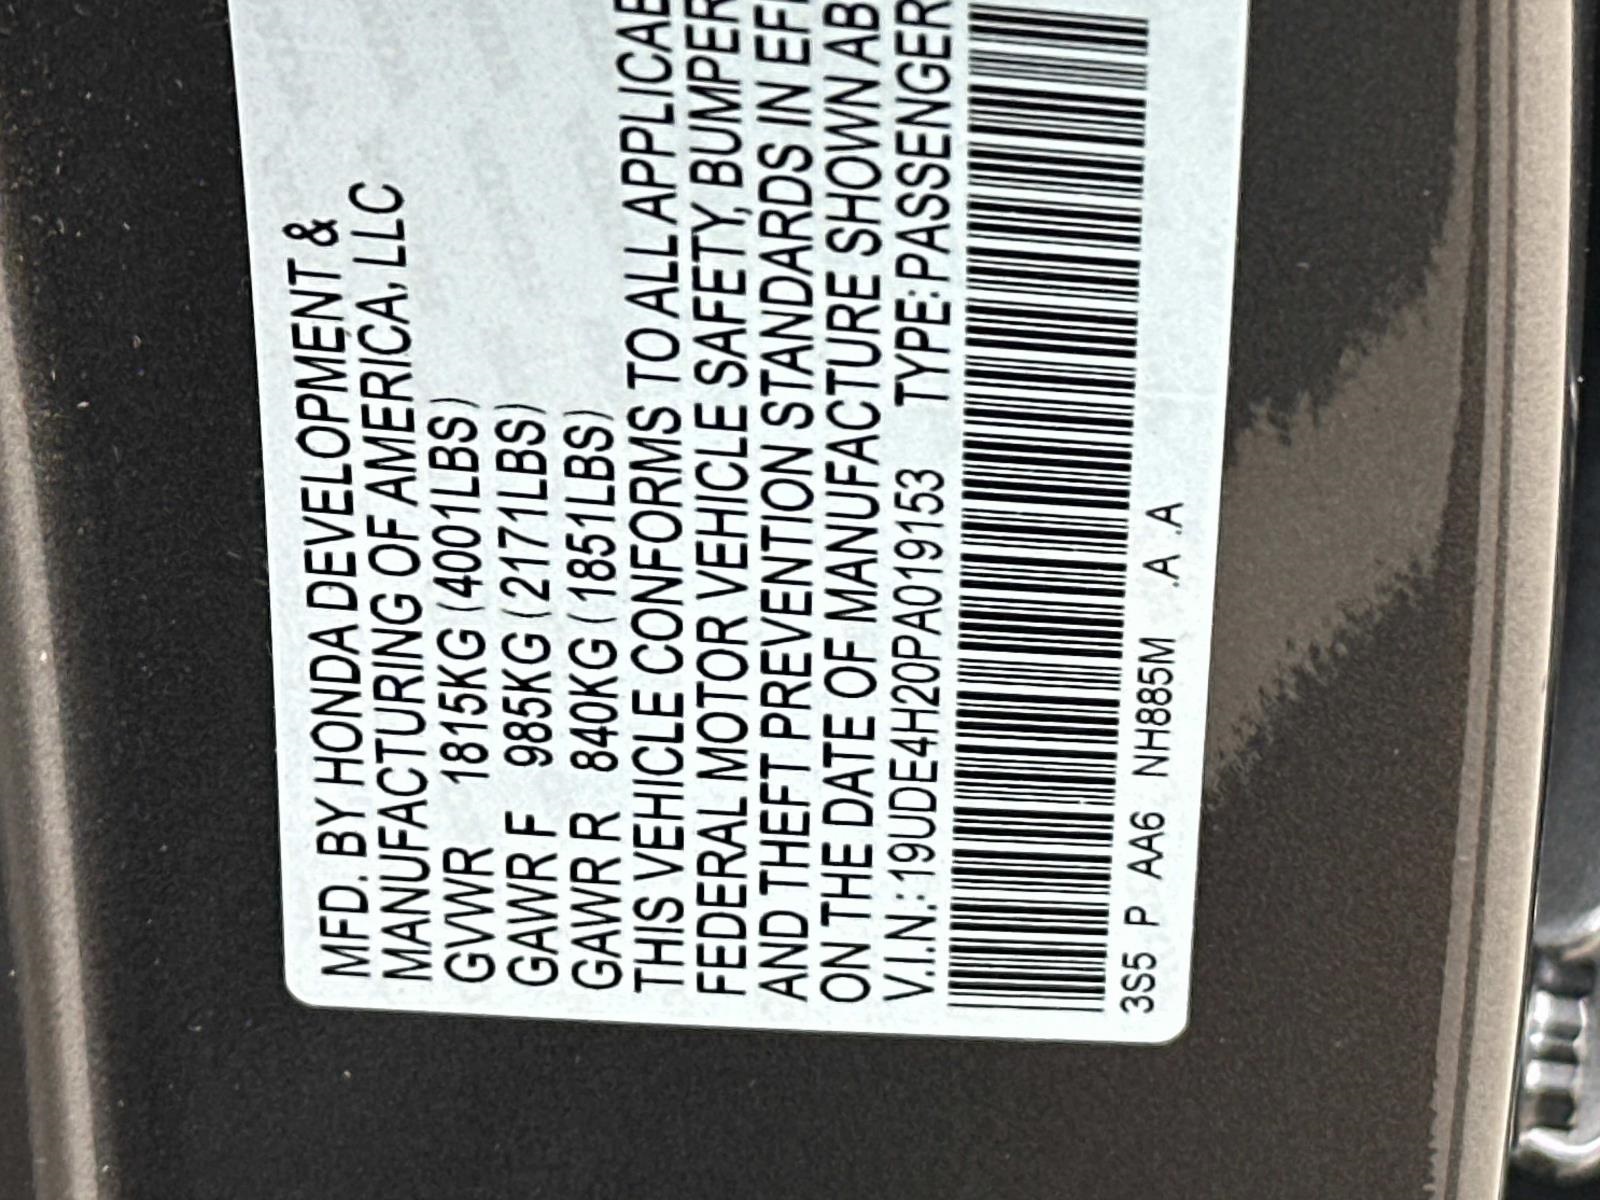 MFD. BY HONDA DEVELOPMENT &
MANUFACTURING OF AMERICA, LLC
GVWR 1815KG (4001LBS)
GAWR F 985KG (2171LBS)
GAWR R 840KG (1851LBS)
THIS VEHICLE CONFORMS TO ALL APPLICAB
FEDERAL MOTOR VEHICLE SAFETY, BUMPER
AND THEFT PREVENTION STANDARDS IN EFF
ON THE DATE OF MANUFACTURE SHOWN AB
V.I.N.: 19UDE4H20PA019153 TYPE: PASSENGER
3S5 P AA6 NH885M .A .A